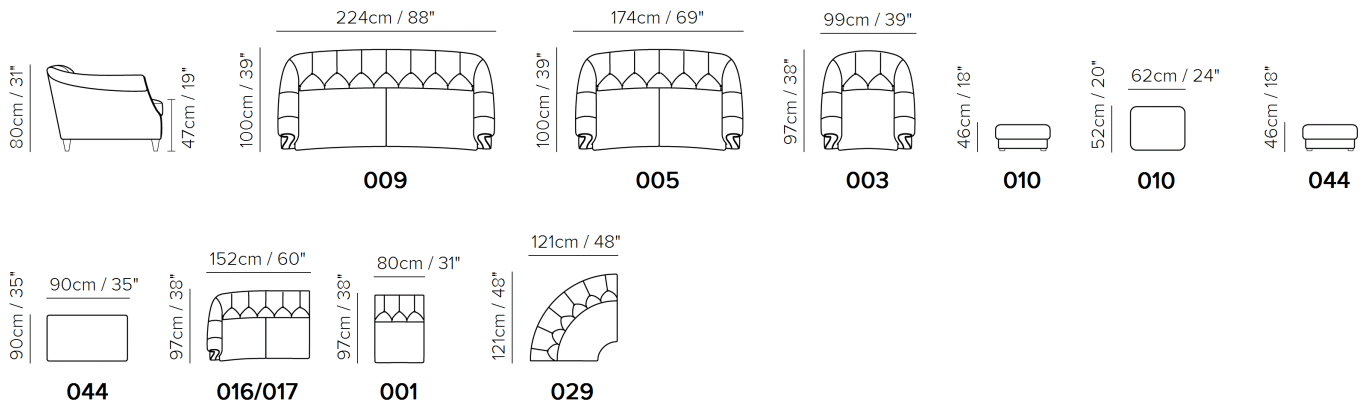 80cm / 31"
47cm / 19"
224cm / 88"
100cm / 39"
009
174cm / 69"
100cm / 39"
005
99cm / 39"
97cm / 38"
003
46cm / 18"
010
62cm / 24"
52cm / 20"
010
46cm / 18"
044
90cm / 35"
90cm / 35"
044
152cm / 60"
97cm / 38"
016/017
80cm / 31"
97cm / 38"
001
121cm / 48"
121cm / 48"
029